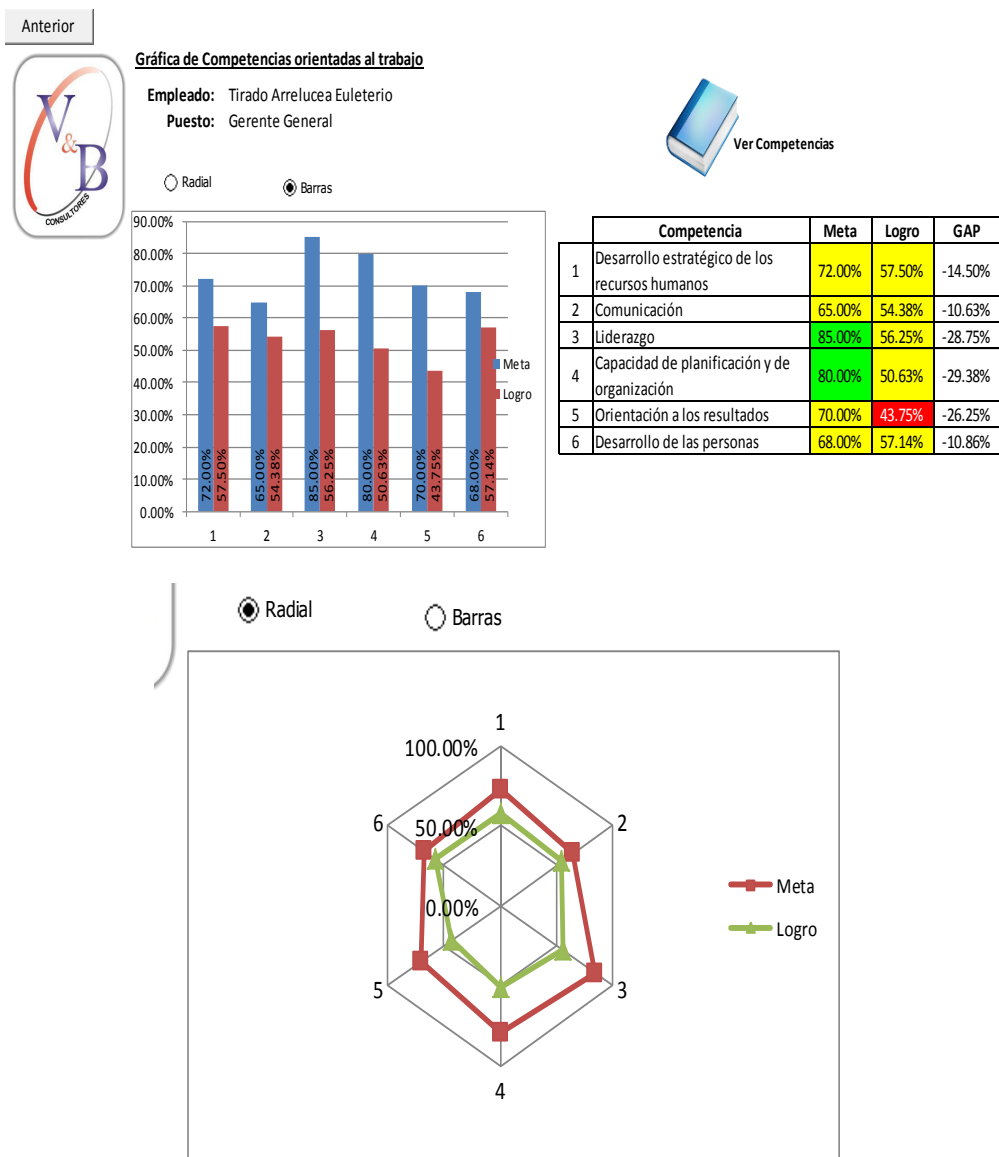 Anterior
V
&
B
CONSULTORES
Gráfica de Competencias orientadas al trabajo
Empleado: Tirado Arrelucea Euleterio
Puesto: Gerente General
Ver Competencias
Radial
Barras
90.00%
80.00%
70.00%
60.00%
50.00%
40.00%
30.00%
20.00%
10.00%
0.00%
72.00%
57.50%
65.00%
54.38%
85.00%
56.25%
80.00%
50.63%
70.00%
43.75%
68.00%
57.14%
1 2 3 4 5 6
Meta
Logro
Competencia Meta Logro GAP
1 Desarrollo estratégico de los
recursos humanos 72.00% 57.50% -14.50%
2 Comunicación 65.00% 54.38% -10.63%
3 Liderazgo 85.00% 56.25% -28.75%
4 Capacidad de planificación y de
organización 80.00% 50.63% -29.38%
5 Orientación a los resultados 70.00% 43.75% -26.25%
6 Desarrollo de las personas 68.00% 57.14% -10.86%
Radial
Barras
1
100.00%
6
50.00%
2
0.00%
5
3
4
Meta
Logro